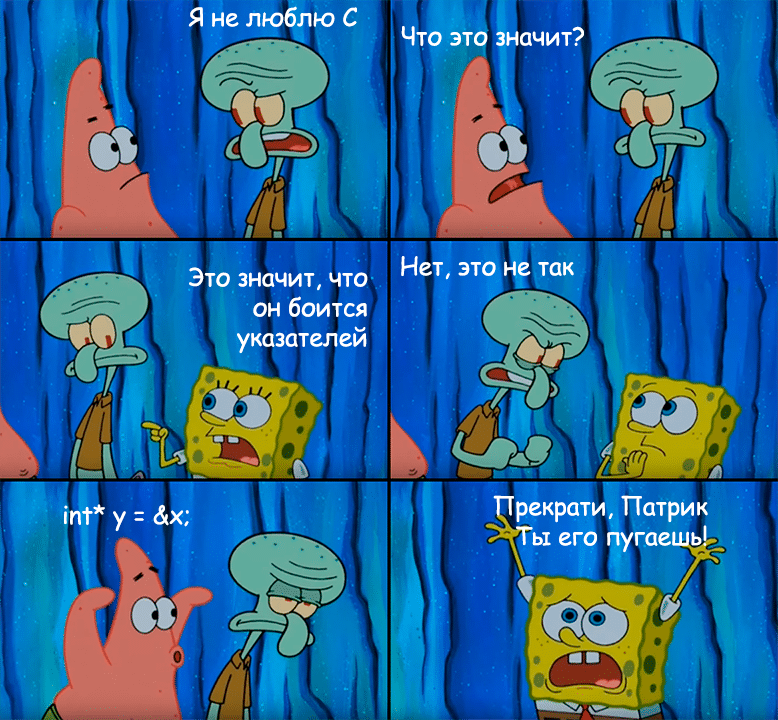 Я не люблю С
Что это значит?
Это значит, что
он боится
указателей
Нет, это не так
int* y = &x;
Прекрати, Патрик
Ты его пугаешь!